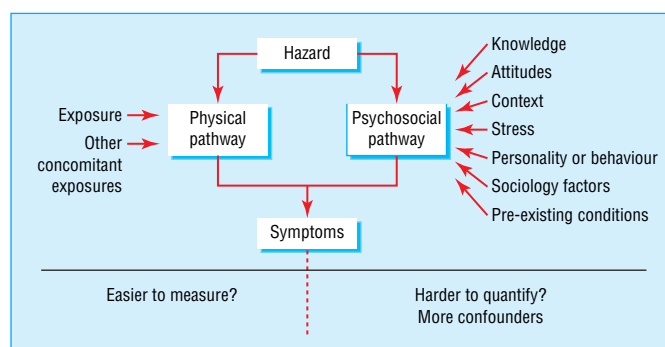 Hazard
Knowledge
Attitudes
Context
Stress
Personality or behaviour
Sociology factors
Pre-existing conditions
Exposure
Other
concomitant
exposures
Physical
pathway
Psychosocial
pathway
Symptoms
Easier to measure?
Harder to quantify?
More confounders